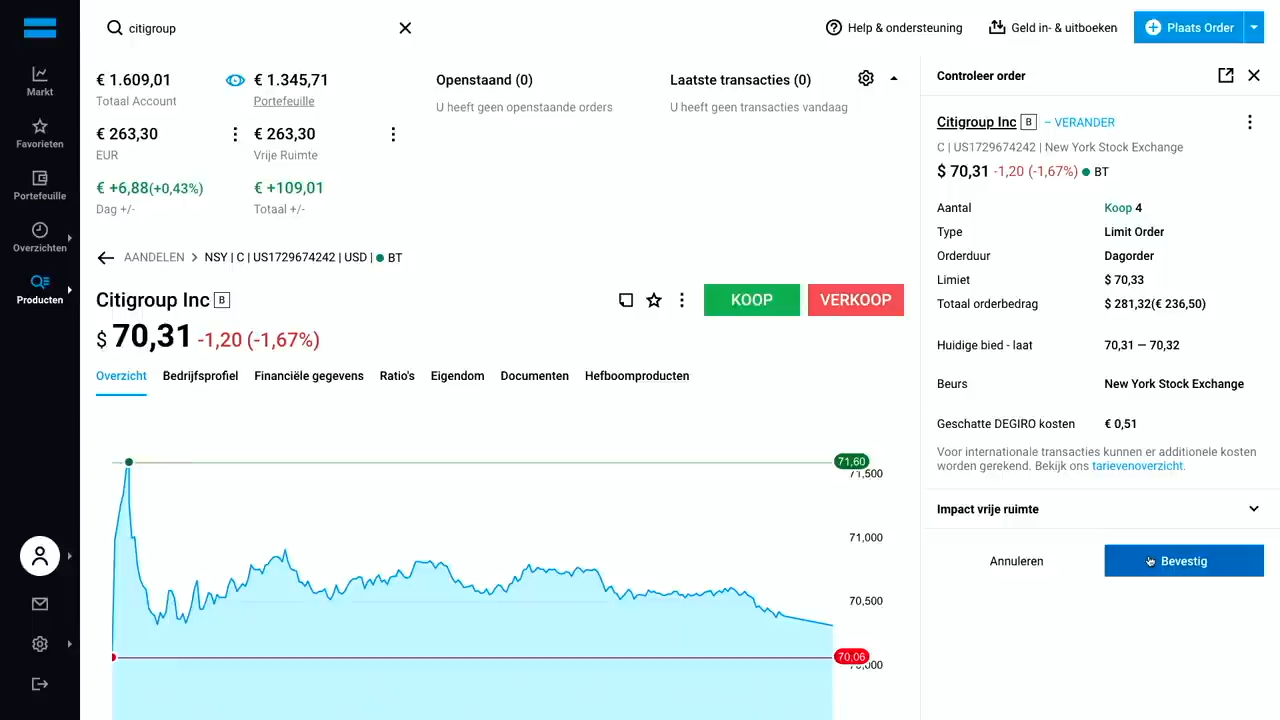 citigroup
Help & ondersteuning
Geld in- & uitboeken
Plaats Order
Markt
Favorieten
Portefeuille
Overzichten
Producten
€ 1.609,01
Totaal Account
€ 1.345,71
Portefeuille
€ 263,30
EUR
€ 263,30
Vrije Ruimte
€ +6,88(+0,43%)
Dag +/-
€ +109,01
Totaal +/-
Openstaand (0)
U heeft geen openstaande orders
Laatste transacties (0)
U heeft geen transacties vandaag
AANDELEN > NSY | C | US1729674242 | USD | BT
Citigroup Inc B
KOOP
VERKOOP
$ 70,31 -1,20 (-1,67%)
Overzicht
Bedrijfsprofiel
Financiële gegevens
Ratio's
Eigendom
Documenten
Hefboomproducten
71,60
71,500
71,000
70,500
70,06
70,000
Controleer order
Citigroup Inc B – VERANDER
C | US1729674242 | New York Stock Exchange
$ 70,31 -1,20 (-1,67%) BT
Aantal Koop 4
Type Limit Order
Orderduur Dagorder
Limiet $ 70,33
Totaal orderbedrag $ 281,32(€ 236,50)
Huidige bied - laat 70,31 — 70,32
Beurs New York Stock Exchange
Geschatte DEGIRO kosten € 0,51
Voor internationale transacties kunnen er additionele kosten
worden gerekend. Bekijk ons tarievenoverzicht.
Impact vrije ruimte
Annuleren
Bevestig